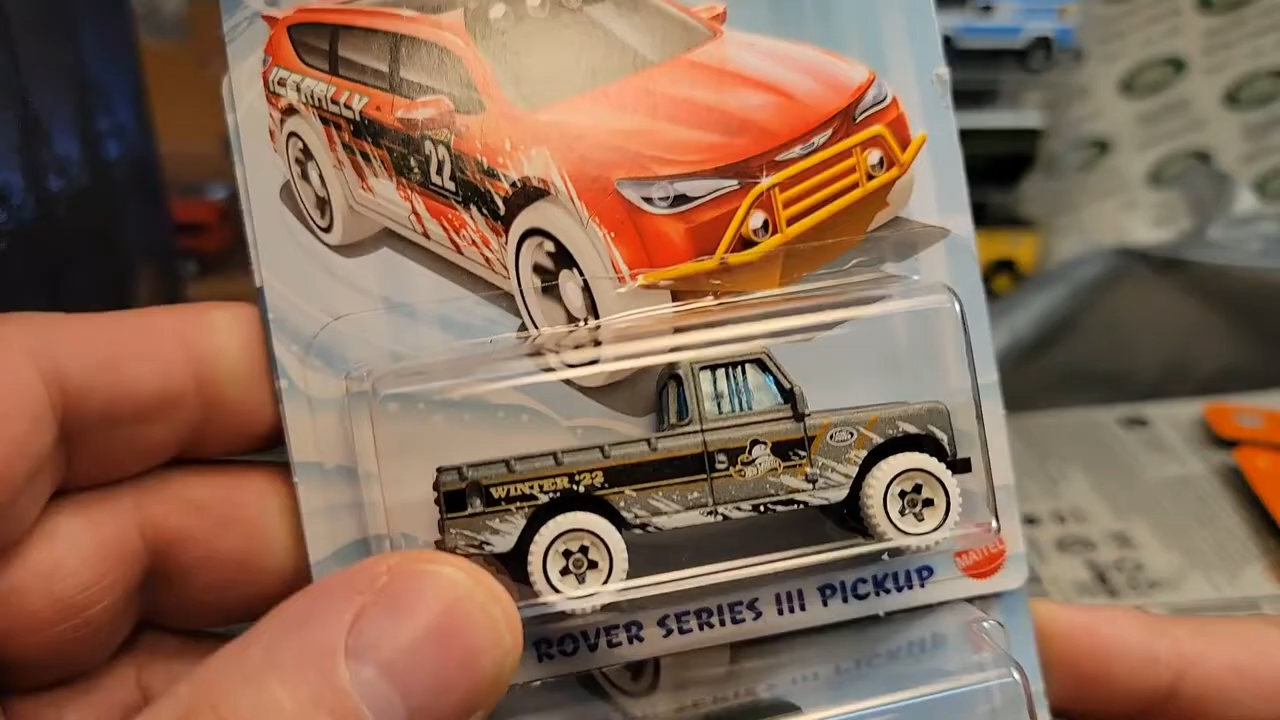 ICERALLY
22
WINTER '22
ROVER SERIES III PICKUP
MATTEL